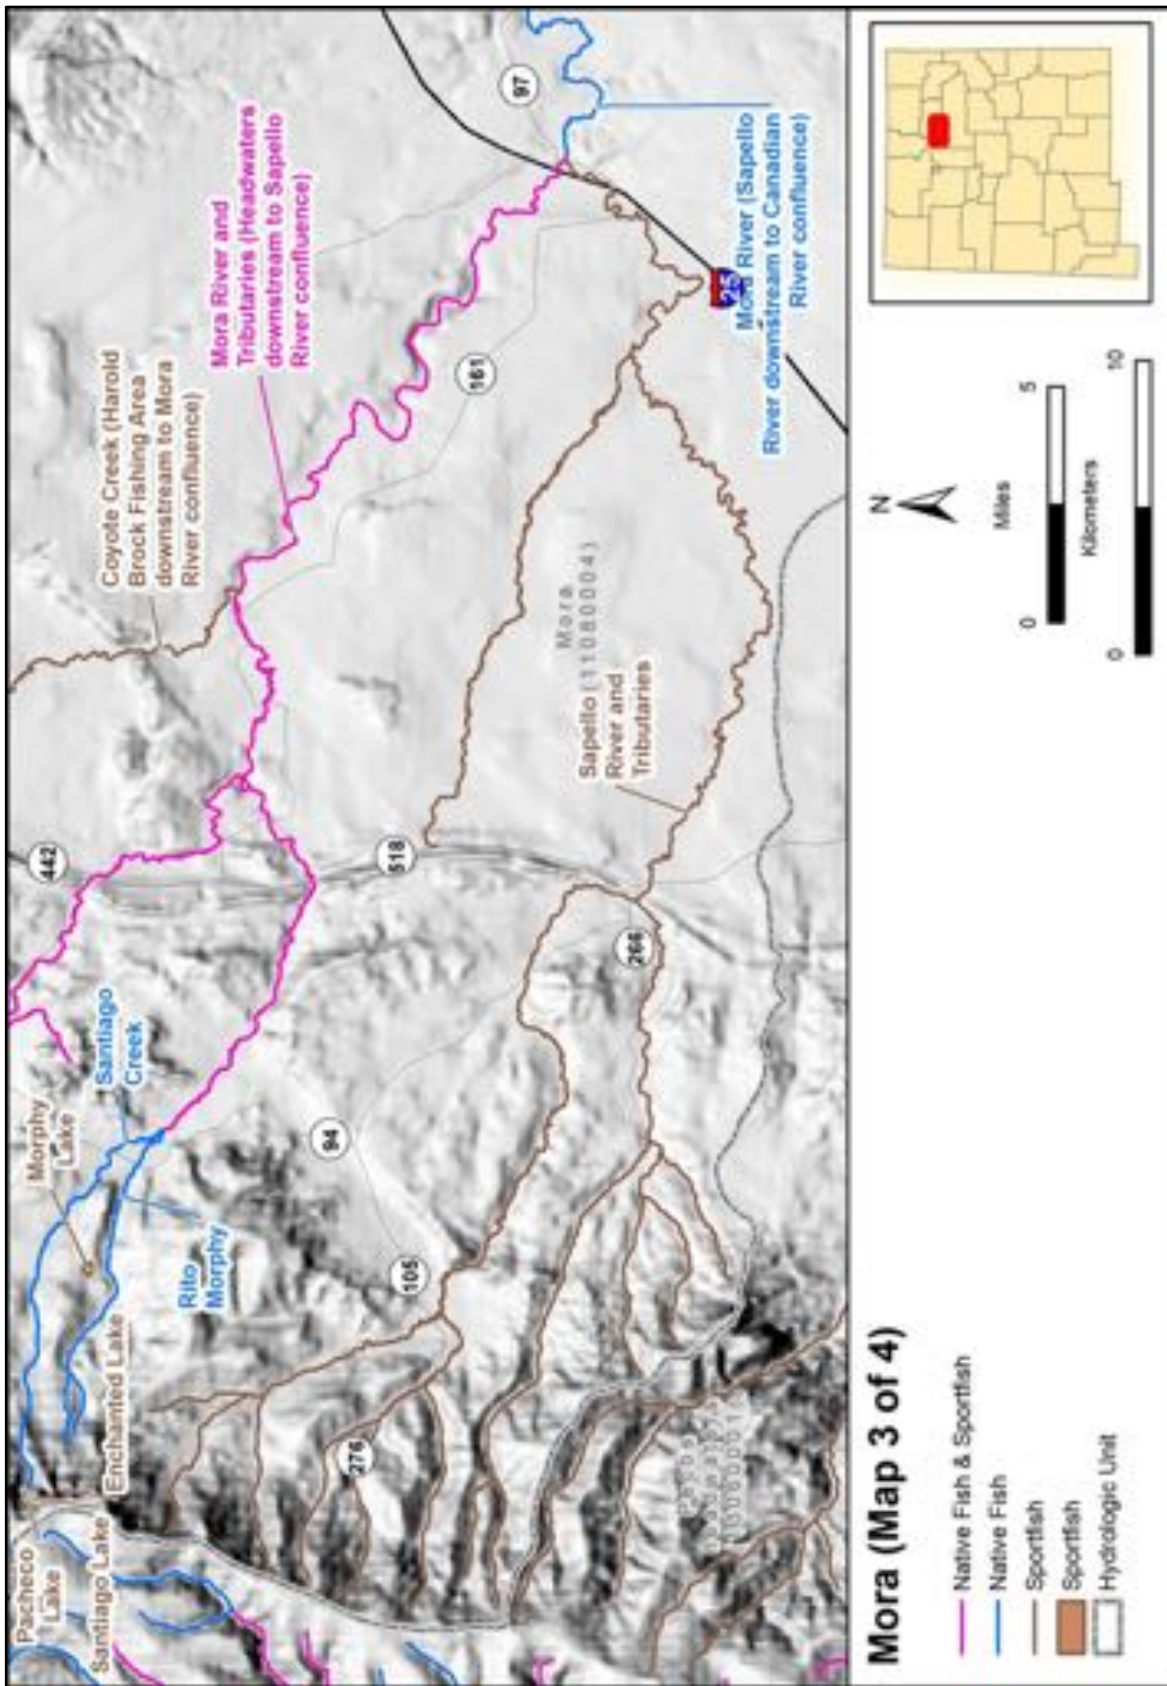 Pacheco
Lake
Santiago Lake
Enchanted Lake
Morphy
Lake
Santiago
Creek
Rito
Morphy
442
Coyote Creek (Harold
Brock Fishing Area
downstream to Mora
River confluence)
Mora River and
Tributaries (Headwaters
downstream to Sapello
River confluence)
97
94
105
276
518
161
266
Mora
(11080004)
Sapello
River and
Tributaries
25
Mora River (Sapello
River downstream to Canadian
River confluence)
Mora (Map 3 of 4)
Native Fish & Sportfish
Native Fish
Sportfish
Sportfish
Hydrologic Unit
N
Miles
0
5
Kilometers
0
10